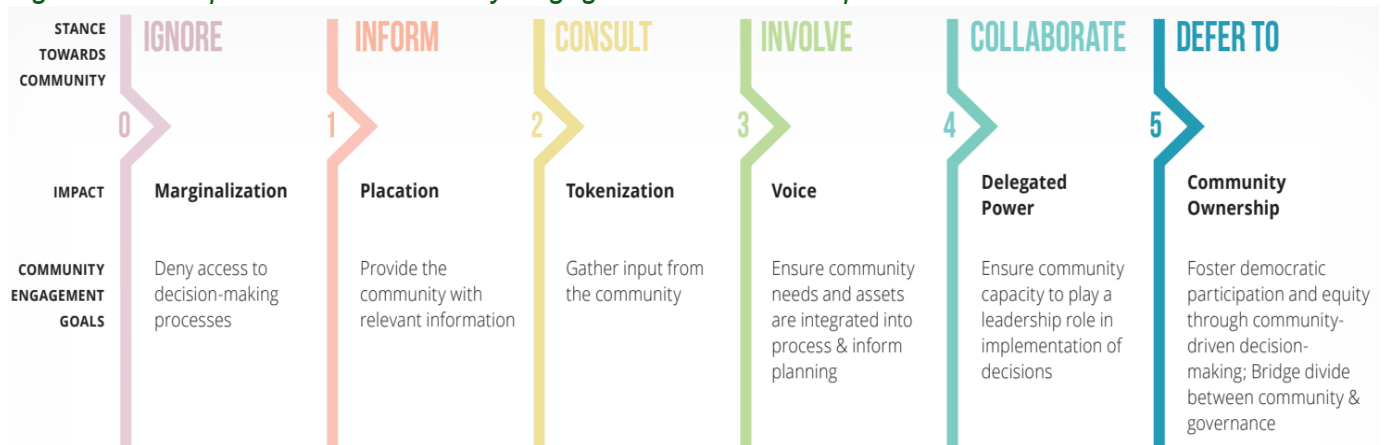 STANCE
TOWARDS
COMMUNITY
IGNORE
INFORM
CONSULT
INVOLVE
COLLABORATE
DEFER TO
0
1
2
3
4
5
IMPACT
Marginalization
Placation
Tokenization
Voice
Delegated
Power
Community
Ownership
COMMUNITY
ENGAGEMENT
GOALS
Deny access to
decision-making
processes
Provide the
community with
relevant information
Gather input from
the community
Ensure community
needs and assets
are integrated into
process & inform
planning
Ensure community
capacity to play a
leadership role in
implementation of
decisions
Foster democratic
participation and equity
through community-
driven decision-
making; Bridge divide
between community &
governance